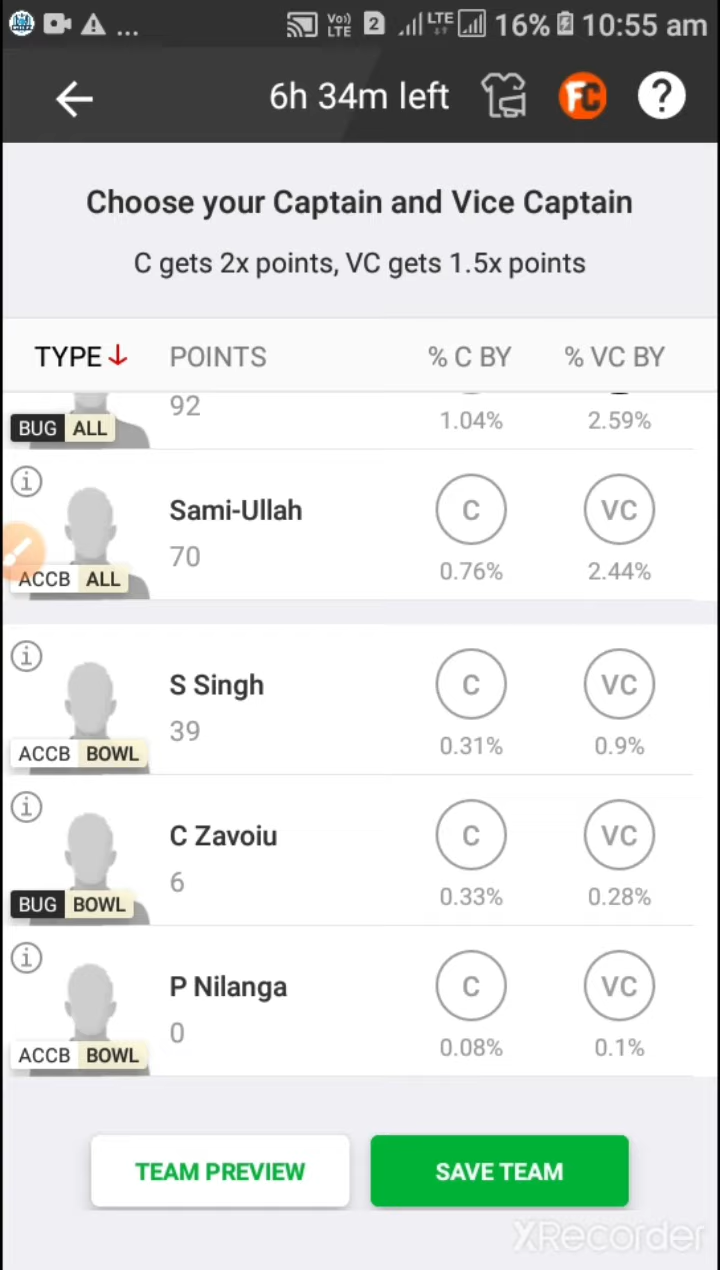 ... Vo)) LTE 2 LTE 16% 10:55 am
6h 34m left FC ?
Choose your Captain and Vice Captain
C gets 2x points, VC gets 1.5x points
TYPE POINTS % C BY % VC BY
92 1.04% 2.59%
BUG ALL
Sami-Ullah C VC
70 0.76% 2.44%
ACCB ALL
S Singh C VC
39 0.31% 0.9%
ACCB BOWL
C Zavoiu C VC
6 0.33% 0.28%
BUG BOWL
P Nilanga C VC
0 0.08% 0.1%
ACCB BOWL
TEAM PREVIEW SAVE TEAM
XRecorder